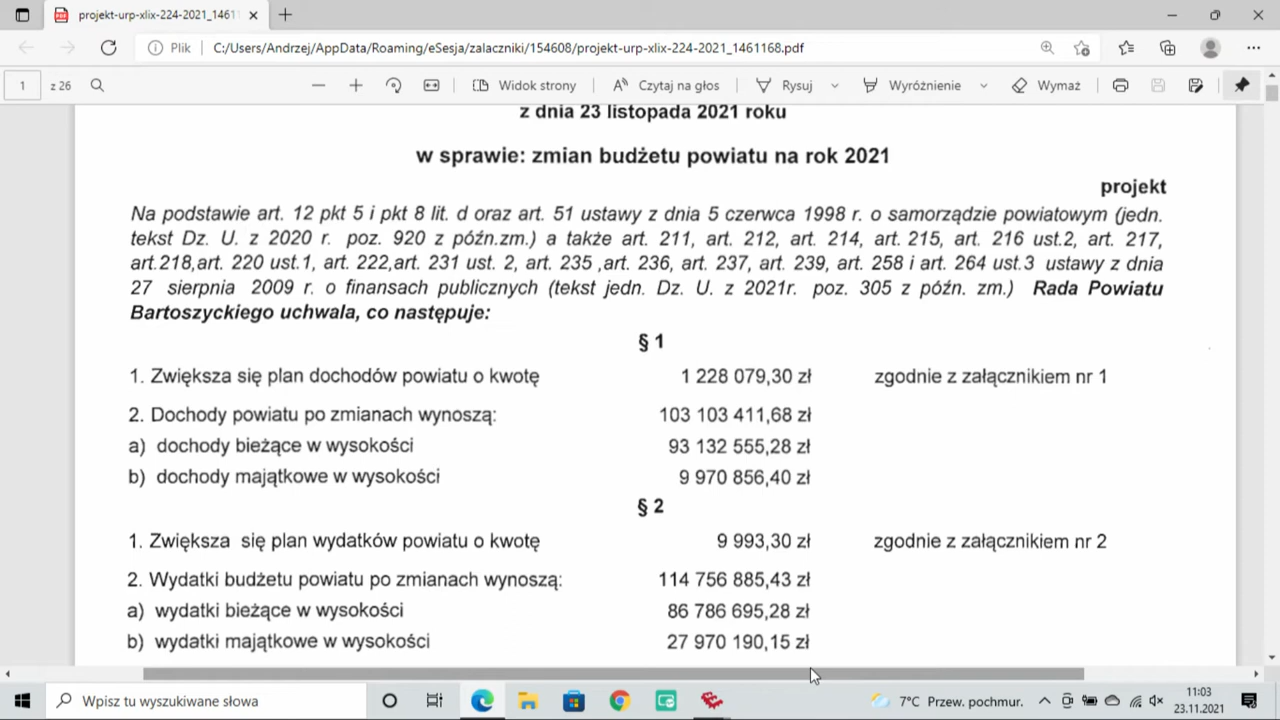 projekt-urp-xlix-224-2021_1461
Plik
C:/Users/Andrzej/AppData/Roaming/eSesja/zalaczniki/154608/projekt-urp-xlix-224-2021_1461168.pdf
1 z 26
Widok strony
Czytaj na głos
Rysuj
Wyróżnienie
Wymaż
z dnia 23 listopada 2021 roku
w sprawie: zmian budżetu powiatu na rok 2021
projekt
Na podstawie art. 12 pkt 5 i pkt 8 lit. d oraz art. 51 ustawy z dnia 5 czerwca 1998 r. o samorządzie powiatowym (jedn.
tekst Dz. U. z 2020 r. poz. 920 z późn.zm.) a także art. 211, art. 212, art. 214, art. 215, art. 216 ust.2, art. 217,
art.218,art. 220 ust.1, art. 222,art. 231 ust. 2, art. 235 ,art. 236, art. 237, art. 239, art. 258 i art. 264 ust.3 ustawy z dnia
27 sierpnia 2009 r. o finansach publicznych (tekst jedn. Dz. U. z 2021r. poz. 305 z późn. zm.) Rada Powiatu
Bartoszyckiego uchwala, co następuje:
§ 1
1. Zwiększa się plan dochodów powiatu o kwotę 1 228 079,30 zł zgodnie z załącznikiem nr 1
2. Dochody powiatu po zmianach wynoszą: 103 103 411,68 zł
a) dochody bieżące w wysokości 93 132 555,28 zł
b) dochody majątkowe w wysokości 9 970 856,40 zł
§ 2
1. Zwiększa się plan wydatków powiatu o kwotę 9 993,30 zł zgodnie z załącznikiem nr 2
2. Wydatki budżetu powiatu po zmianach wynoszą: 114 756 885,43 zł
a) wydatki bieżące w wysokości 86 786 695,28 zł
b) wydatki majątkowe w wysokości 27 970 190,15 zł
Wpisz tu wyszukiwane słowa
7°C Przew. pochmur.
11:03
23.11.2021